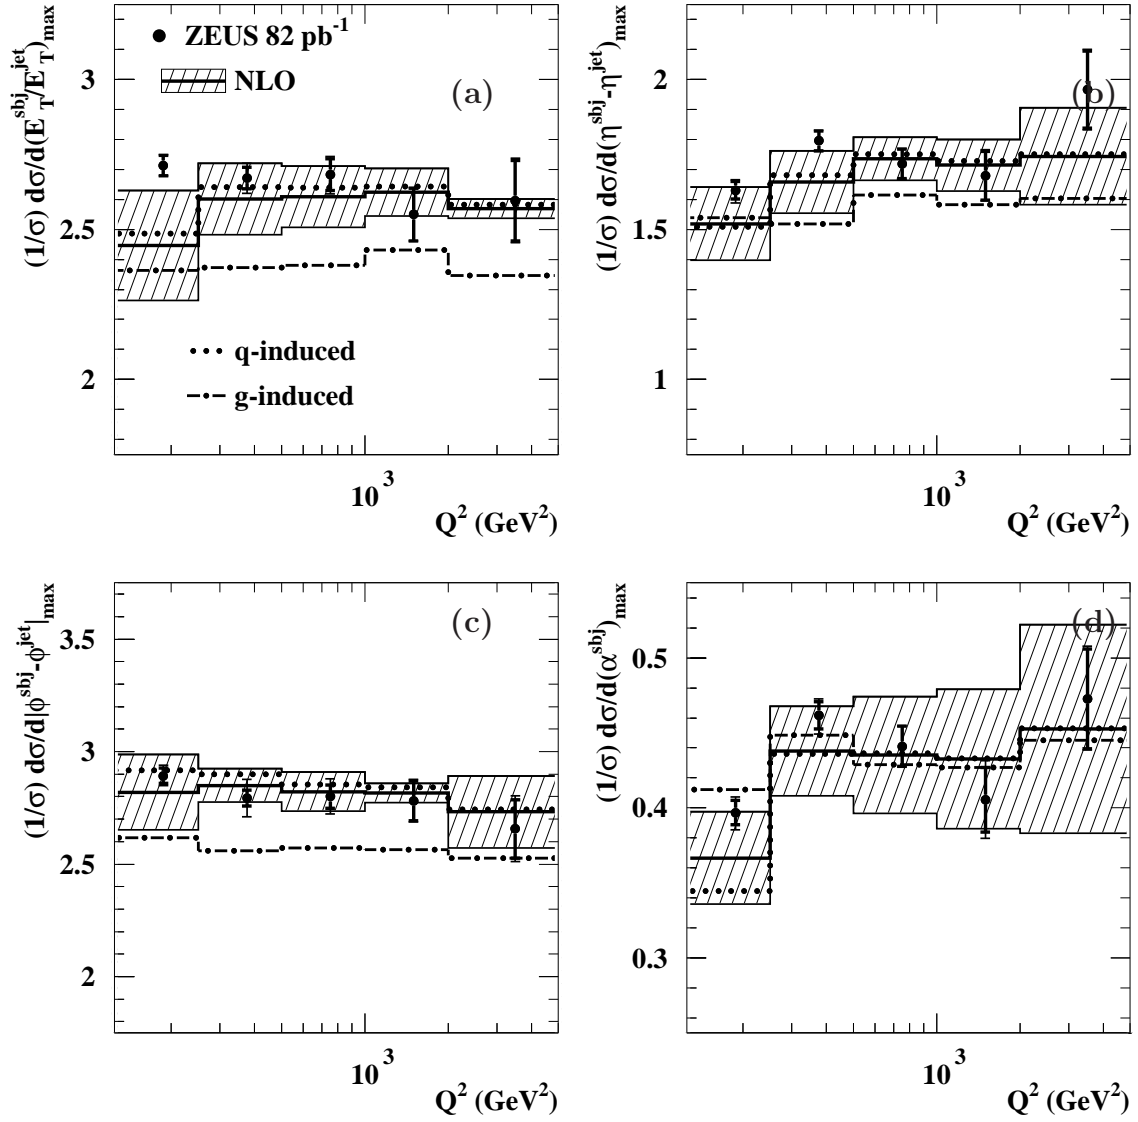 ZEUS 82 pb⁻¹
NLO
(a)
(1/σ) dσ/d(E_T^sbj/E_T^jet)_max
3
2.5
2
q-induced
g-induced
10³
Q² (GeV²)
(b)
(1/σ) dσ/d(η^sbj-η^jet)_max
2
1.5
1
10³
Q² (GeV²)
(c)
(1/σ) dσ/d|φ^sbj-φ^jet|_max
3.5
3
2.5
2
10³
Q² (GeV²)
(d)
(1/σ) dσ/d(α^sbj)_max
0.5
0.4
0.3
10³
Q² (GeV²)